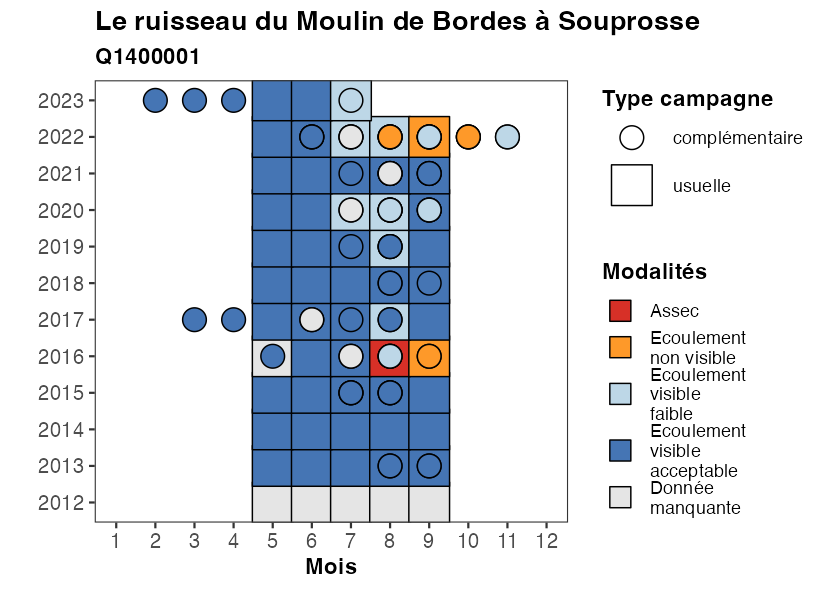 Le ruisseau du Moulin de Bordes à Souprosse
Q1400001
2023
2022
2021
2020
2019
2018
2017
2016
2015
2014
2013
2012
1 2 3 4 5 6 7 8 9 10 11 12
Mois
Type campagne
complémentaire
usuelle
Modalités
Assec
Ecoulement
non visible
Ecoulement
visible
faible
Ecoulement
visible
acceptable
Donnée
manquante